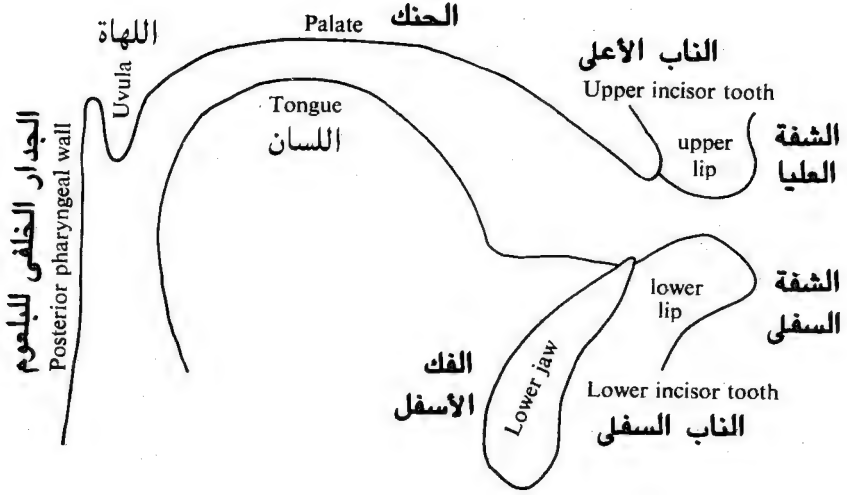 الحنك
Palate
اللهاة
Uvula
الناب الأعلى
Upper incisor tooth
Tongue
اللسان
upper
lip
الشفة
العليا
الجدار الخلفى للبلعوم
Posterior pharyngeal wall
lower
lip
الشفة
السفلى
الفك
الأسفل
Lower jaw
Lower incisor tooth
الناب السفلى